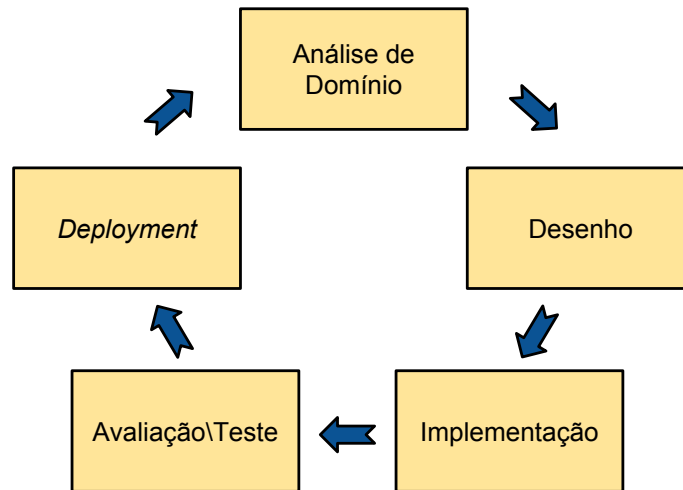 Análise de
Domínio
Deployment
Desenho
Avaliação\Teste
Implementação